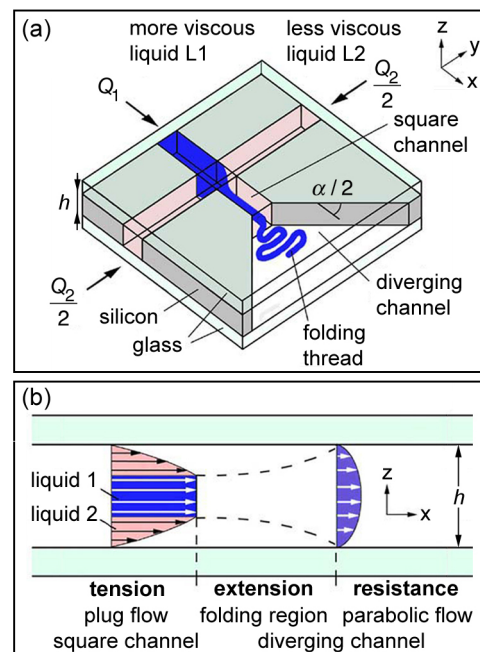 (a)
more viscous
liquid L1
less viscous
liquid L2
z
y
x
Q1
Q2
2
square
channel
h
α / 2
Q2
2
silicon
glass
diverging
channel
folding
thread
(b)
liquid 1
liquid 2
z
x
h
tension
extension
resistance
plug flow
folding region
parabolic flow
square channel
diverging channel